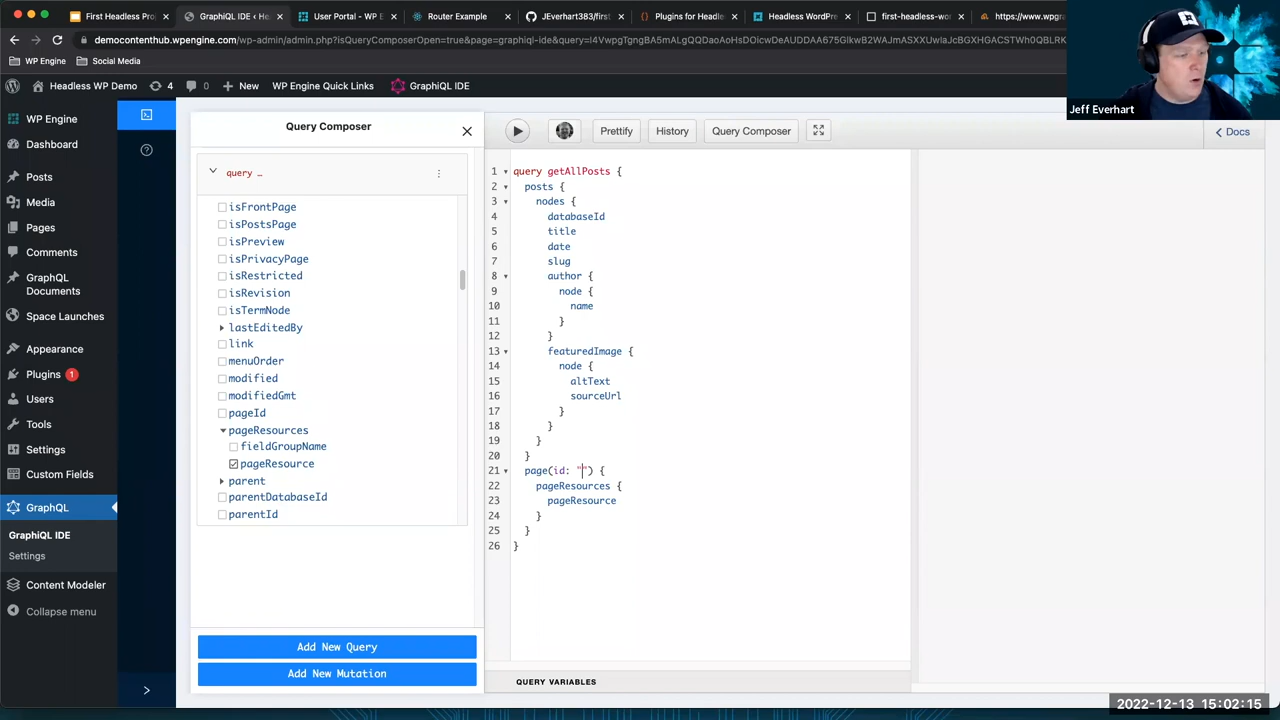 First Headless Proj
GraphiQL IDE ‹ He
User Portal - WP E
Router Example
JEverhart383/first
Plugins for Headle
Headless WordPre
first-headless-wo
https://www.wpgra
democontenthub.wpengine.com/wp-admin/admin.php?isQueryComposerOpen=true&page=graphiql-ide&query=
WP Engine
Social Media
Headless WP Demo
4
0
New
WP Engine Quick Links
GraphiQL IDE
Jeff Everhart
WP Engine
Dashboard
Posts
Media
Pages
Comments
GraphQL
Documents
Space Launches
Appearance
Plugins 1
Users
Tools
Settings
Custom Fields
GraphQL
GraphiQL IDE
Settings
Content Modeler
Collapse menu
Query Composer
query _
isFrontPage
isPostsPage
isPreview
isPrivacyPage
isRestricted
isRevision
isTermNode
lastEditedBy
link
menuOrder
modified
modifiedGmt
pageId
pageResources
fieldGroupName
pageResource
parent
parentDatabaseId
parentId
Add New Query
Add New Mutation
Prettify
History
Query Composer
Docs
1 query getAllPosts {
2 posts {
3 nodes {
4 databaseId
5 title
6 date
7 slug
8 author {
9 node {
10 name
11 }
12 }
13 featuredImage {
14 node {
15 altText
16 sourceUrl
17 }
18 }
19 }
20 }
21 page(id: "") {
22 pageResources {
23 pageResource
24 }
25 }
26 }
QUERY VARIABLES
2022-12-13 15:02:15